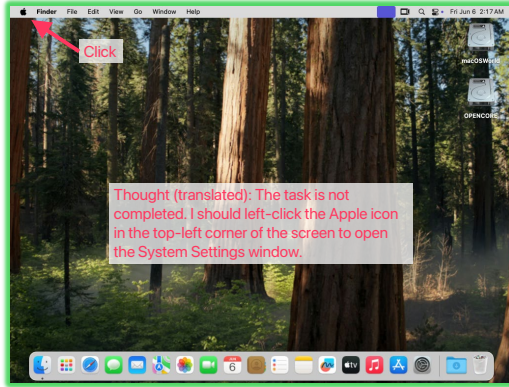 Finder File Edit View Go Window Help Fri Jun 6 2:17 AM
Click
macOSWorld
OPENCORE
Thought (translated): The task is not
completed. I should left-click the Apple icon
in the top-left corner of the screen to open
the System Settings window.
JUN
6
tv